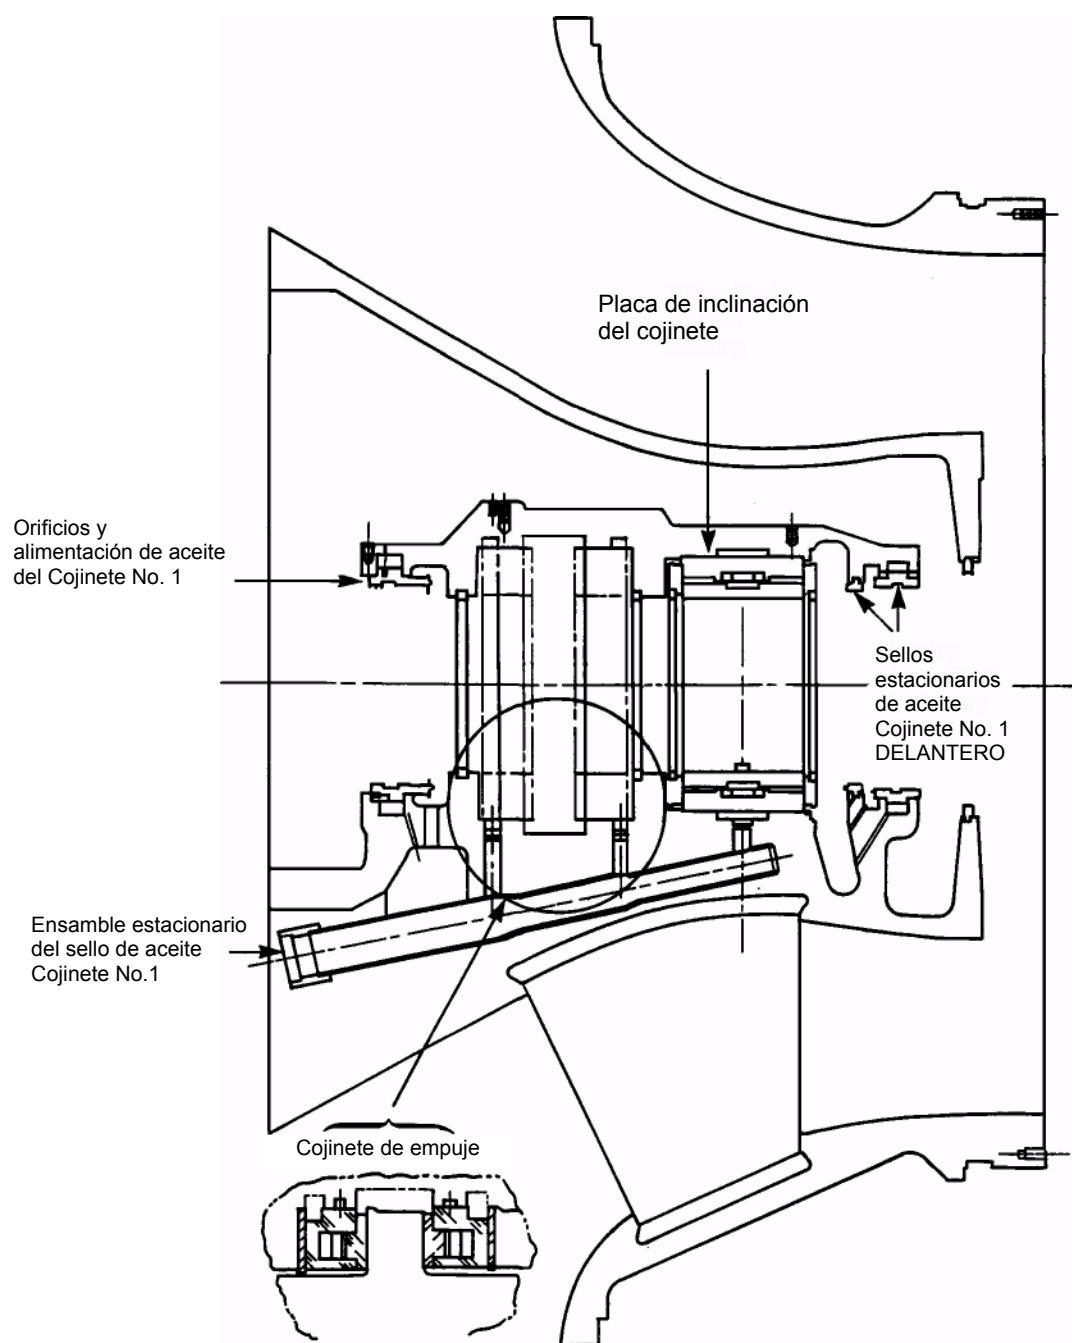 Placa de inclinación
del cojinete
Orificios y
alimentación de aceite
del Cojinete No. 1
Sellos
estacionarios
de aceite
Cojinete No. 1
DELANTERO
Ensamble estacionario
del sello de aceite
Cojinete No.1
Cojinete de empuje